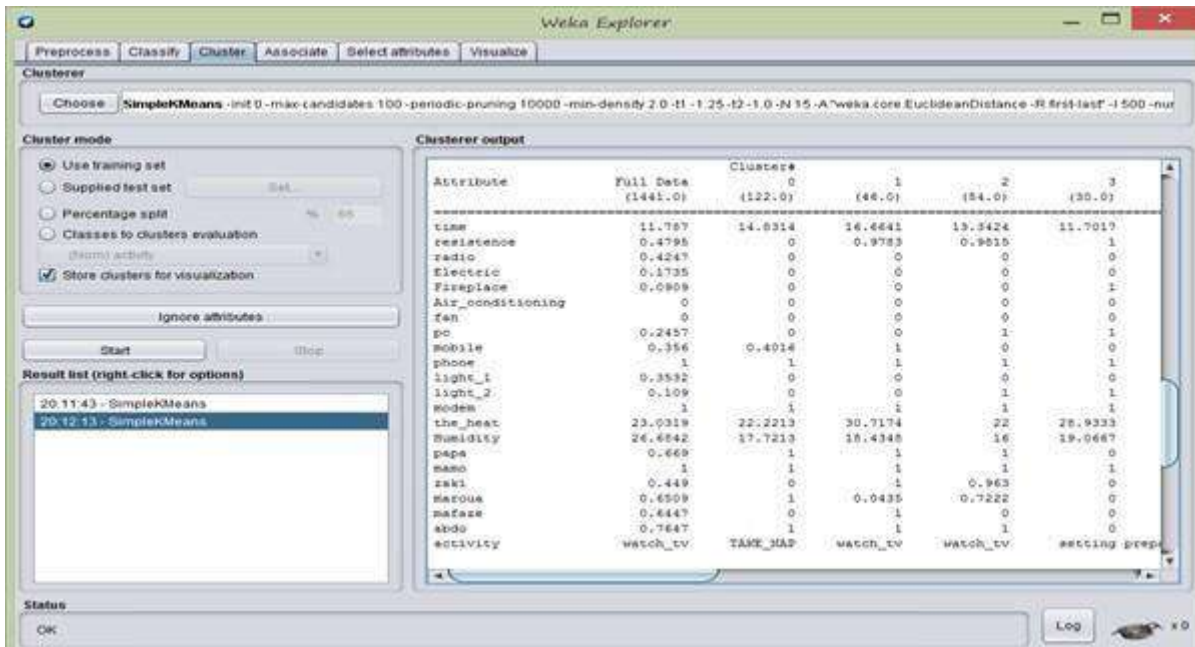 Weka Explorer
Preprocess Classify Cluster Associate Select attributes Visualize
Clusterer
Choose SimpleKMeans -init 0 -max-candidates 100 -periodic-pruning 10000 -min-density 2.0 -t1 -1.25 -t2 -1.0 -N 15 -A "weka.core.EuclideanDistance -R first-last" -I 500 -num
Cluster mode
Use training set
Supplied test set Set...
Percentage split % 66
Classes to clusters evaluation
(Nom) activity
Store clusters for visualization
Ignore attributes
Start Stop
Result list (right-click for options)
20:11:43 - SimpleKMeans
20:12:13 - SimpleKMeans
Clusterer output
Cluster#
Attribute Full Data 0 1 2 3
(1441.0) (122.0) (46.0) (54.0) (30.0)
time 11.787 14.8314 16.6641 13.3424 11.7017
resistence 0.4795 0 0.9783 0.9815 1
radio 0.4247 0 0 0 0
Electric 0.1735 0 0 0 0
Fireplace 0.0909 0 0 0 1
Air_conditioning 0 0 0 0 0
fan 0 0 0 0 0
pc 0.2457 0 0 1 1
mobile 0.356 0.4016 1 0 0
phone 1 1 1 1 1
light_1 0.3532 0 0 0 0
light_2 0.109 0 0 1 1
modem 1 1 1 1 1
the_heat 23.0319 22.2213 30.7174 22 28.9333
Humidity 26.6842 17.7213 18.4348 16 19.0667
papa 0.669 1 1 1 0
mamo 1 1 1 1 1
zaki 0.449 0 1 0.963 0
maroua 0.6509 1 0.0435 0.7222 0
mafaze 0.6447 0 1 0 0
abdo 0.7647 1 1 1 0
activity watch_tv TAKE_NAP watch_tv watch_tv setting prepa
Status
OK
Log x 0